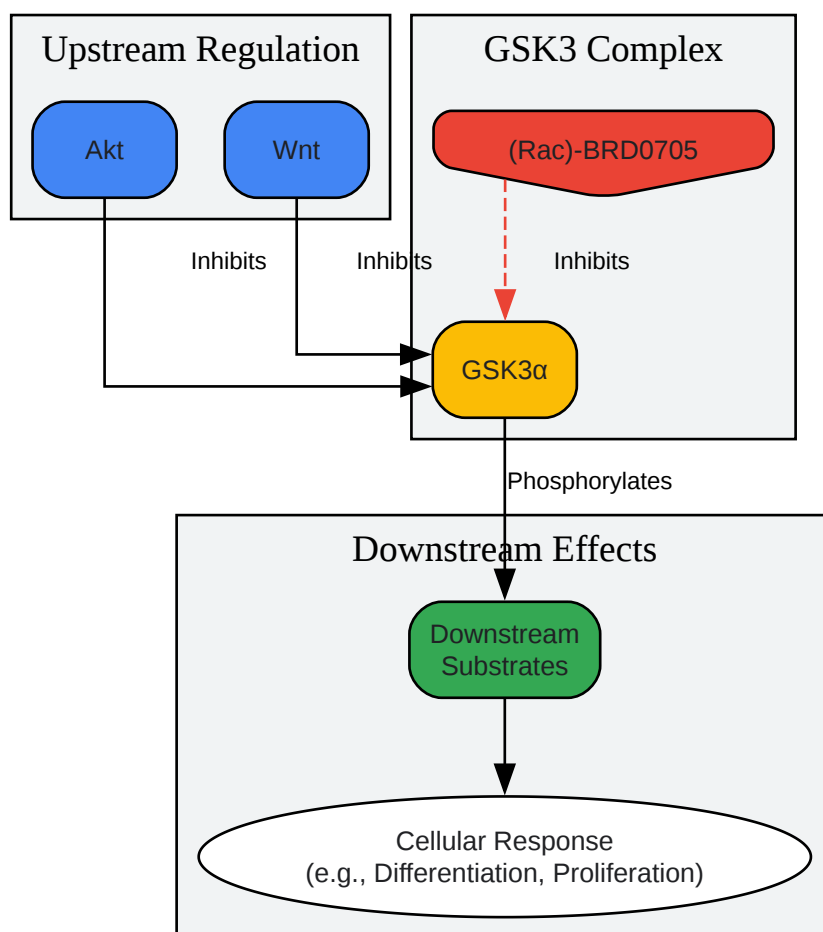 Upstream Regulation
GSK3 Complex
Akt
Wnt
(Rac)-BRD0705
Inhibits
Inhibits
Inhibits
GSK3α
Phosphorylates
Downstream Effects
Downstream
Substrates
Cellular Response
(e.g., Differentiation, Proliferation)